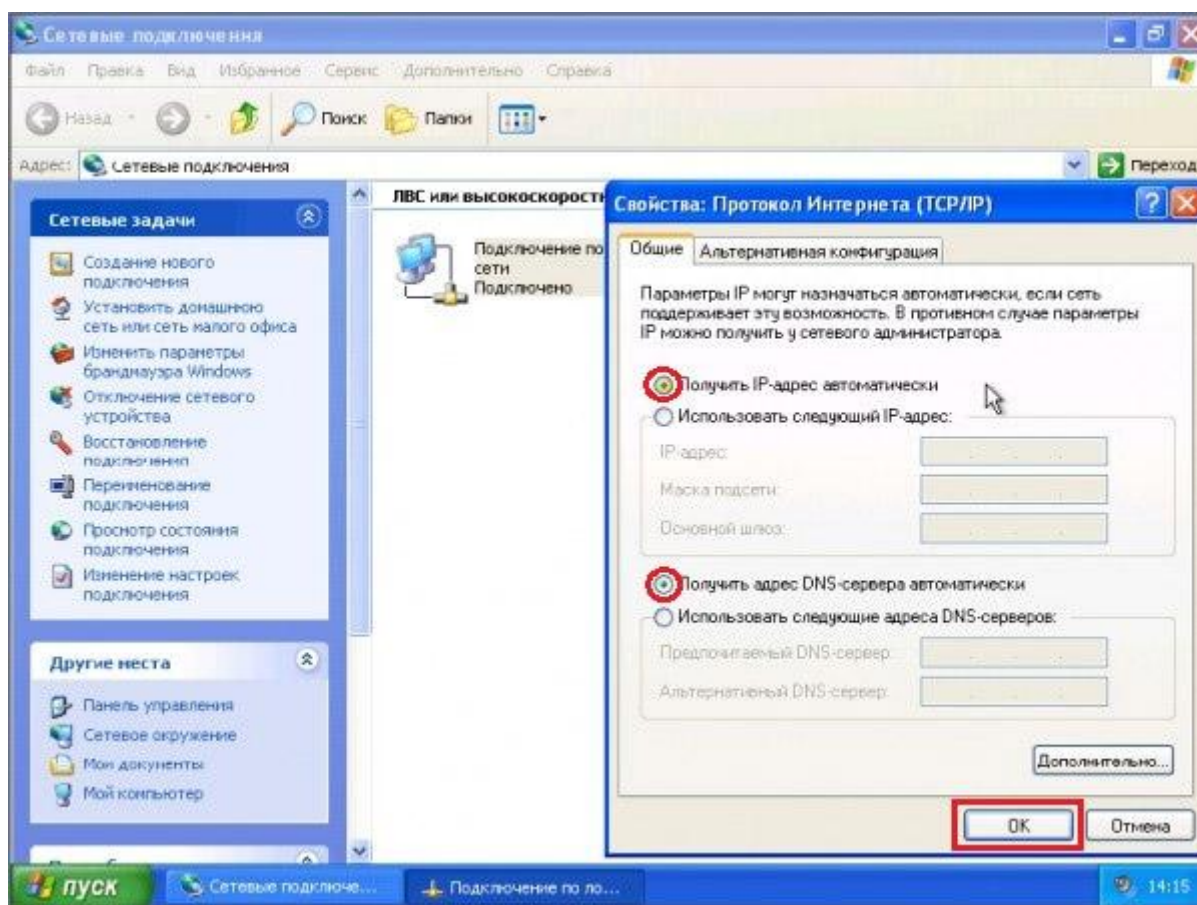 Сетевые подключения
Файл Правка Вид Избранное Сервис Дополнительно Справка
Назад Поиск Папки
Адрес: Сетевые подключения Переход
Сетевые задачи
Создание нового
подключения
Установить домашнюю
сеть или сеть малого офиса
Изменить параметры
брандмауэра Windows
Отключение сетевого
устройства
Восстановление
подключения
Переименование
подключения
Просмотр состояния
подключения
Изменение настроек
подключения
Другие места
Панель управления
Сетевое окружение
Мои документы
Мой компьютер
ЛВС или высокоскорост
Подключение по
сети
Подключено
Свойства: Протокол Интернета (TCP/IP)
Общие Альтернативная конфигурация
Параметры IP могут назначаться автоматически, если сеть
поддерживает эту возможность. В противном случае параметры
IP можно получить у сетевого администратора.
Получить IP-адрес автоматически
Использовать следующий IP-адрес:
IP-адрес:
Маска подсети:
Основной шлюз:
Получить адрес DNS-сервера автоматически
Использовать следующие адреса DNS-серверов:
Предпочитаемый DNS-сервер:
Альтернативный DNS-сервер:
Дополнительно...
OK Отмена
пуск Сетевые подключе... Подключение по ло... 14:15